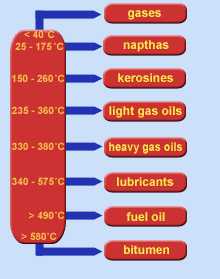 gases
< 40°C
25 - 175°C napthas
150 - 260°C kerosines
235 - 360°C light gas oils
330 - 380°C heavy gas oils
340 - 575°C lubricants
> 490°C fuel oil
> 580°C
bitumen